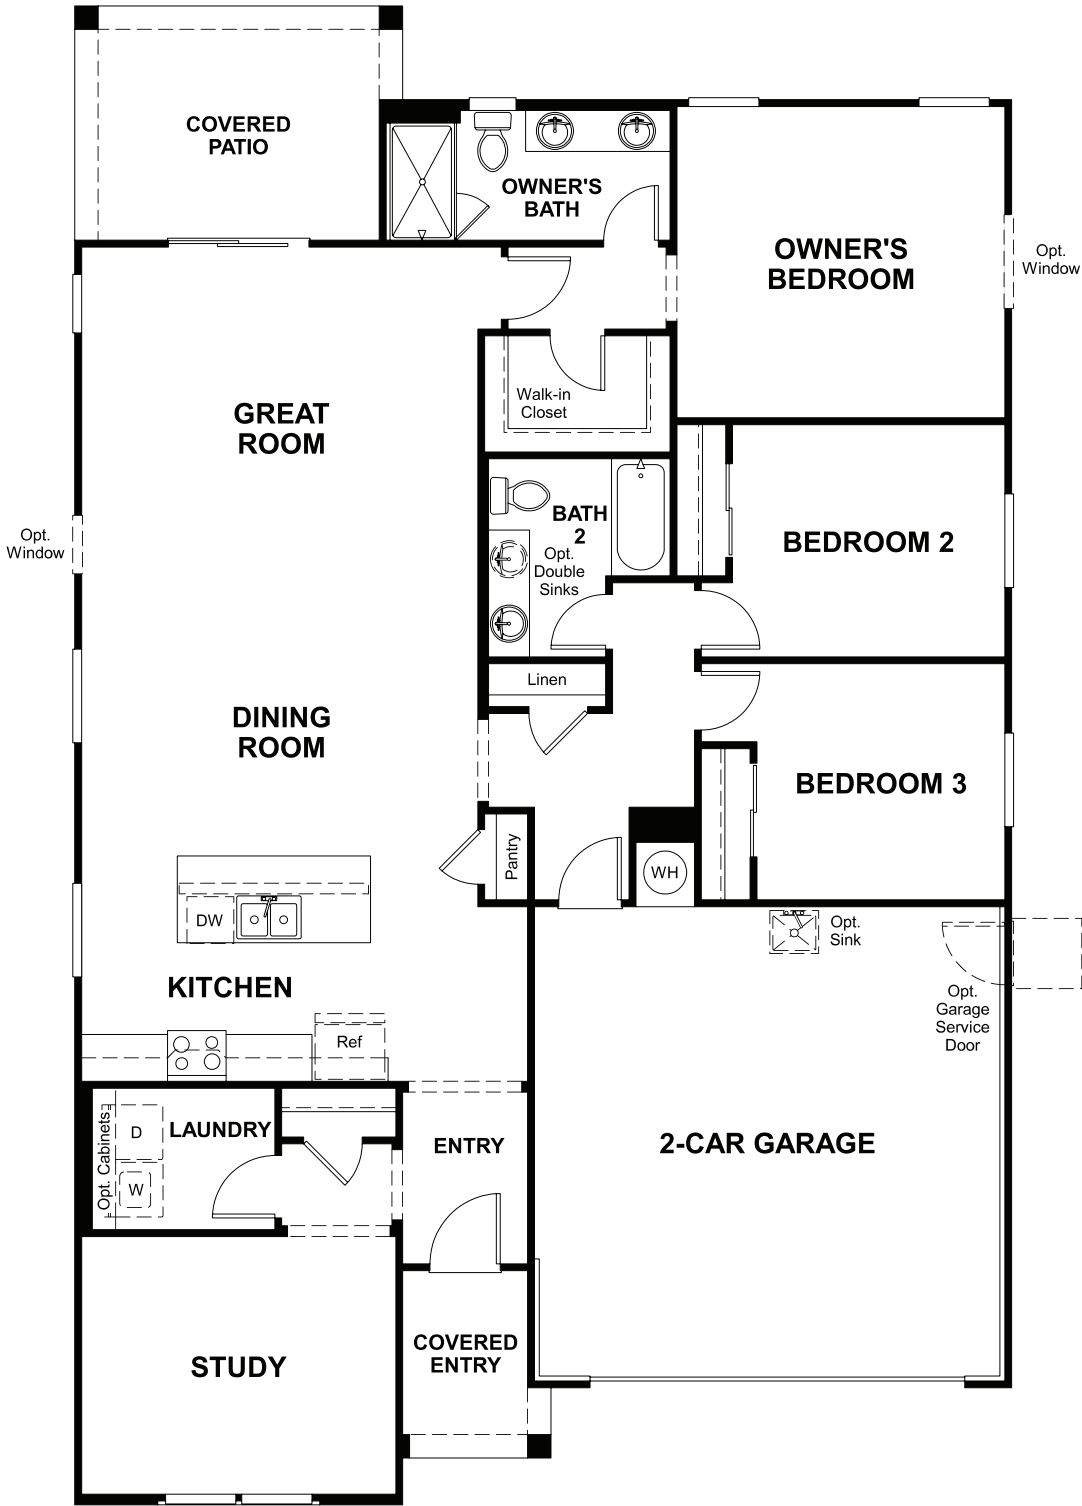 COVERED
PATIO
OWNER'S
BATH
OWNER'S
BEDROOM
Opt.
Window
Walk-in
Closet
GREAT
ROOM
Opt.
Window
BATH
2
Opt.
Double
Sinks
BEDROOM 2
Linen
DINING
ROOM
BEDROOM 3
Pantry
WH
DW
Opt.
Sink
KITCHEN
Opt.
Garage
Service
Door
Ref
Opt. Cabinets
D
LAUNDRY
W
ENTRY
2-CAR GARAGE
STUDY
COVERED
ENTRY